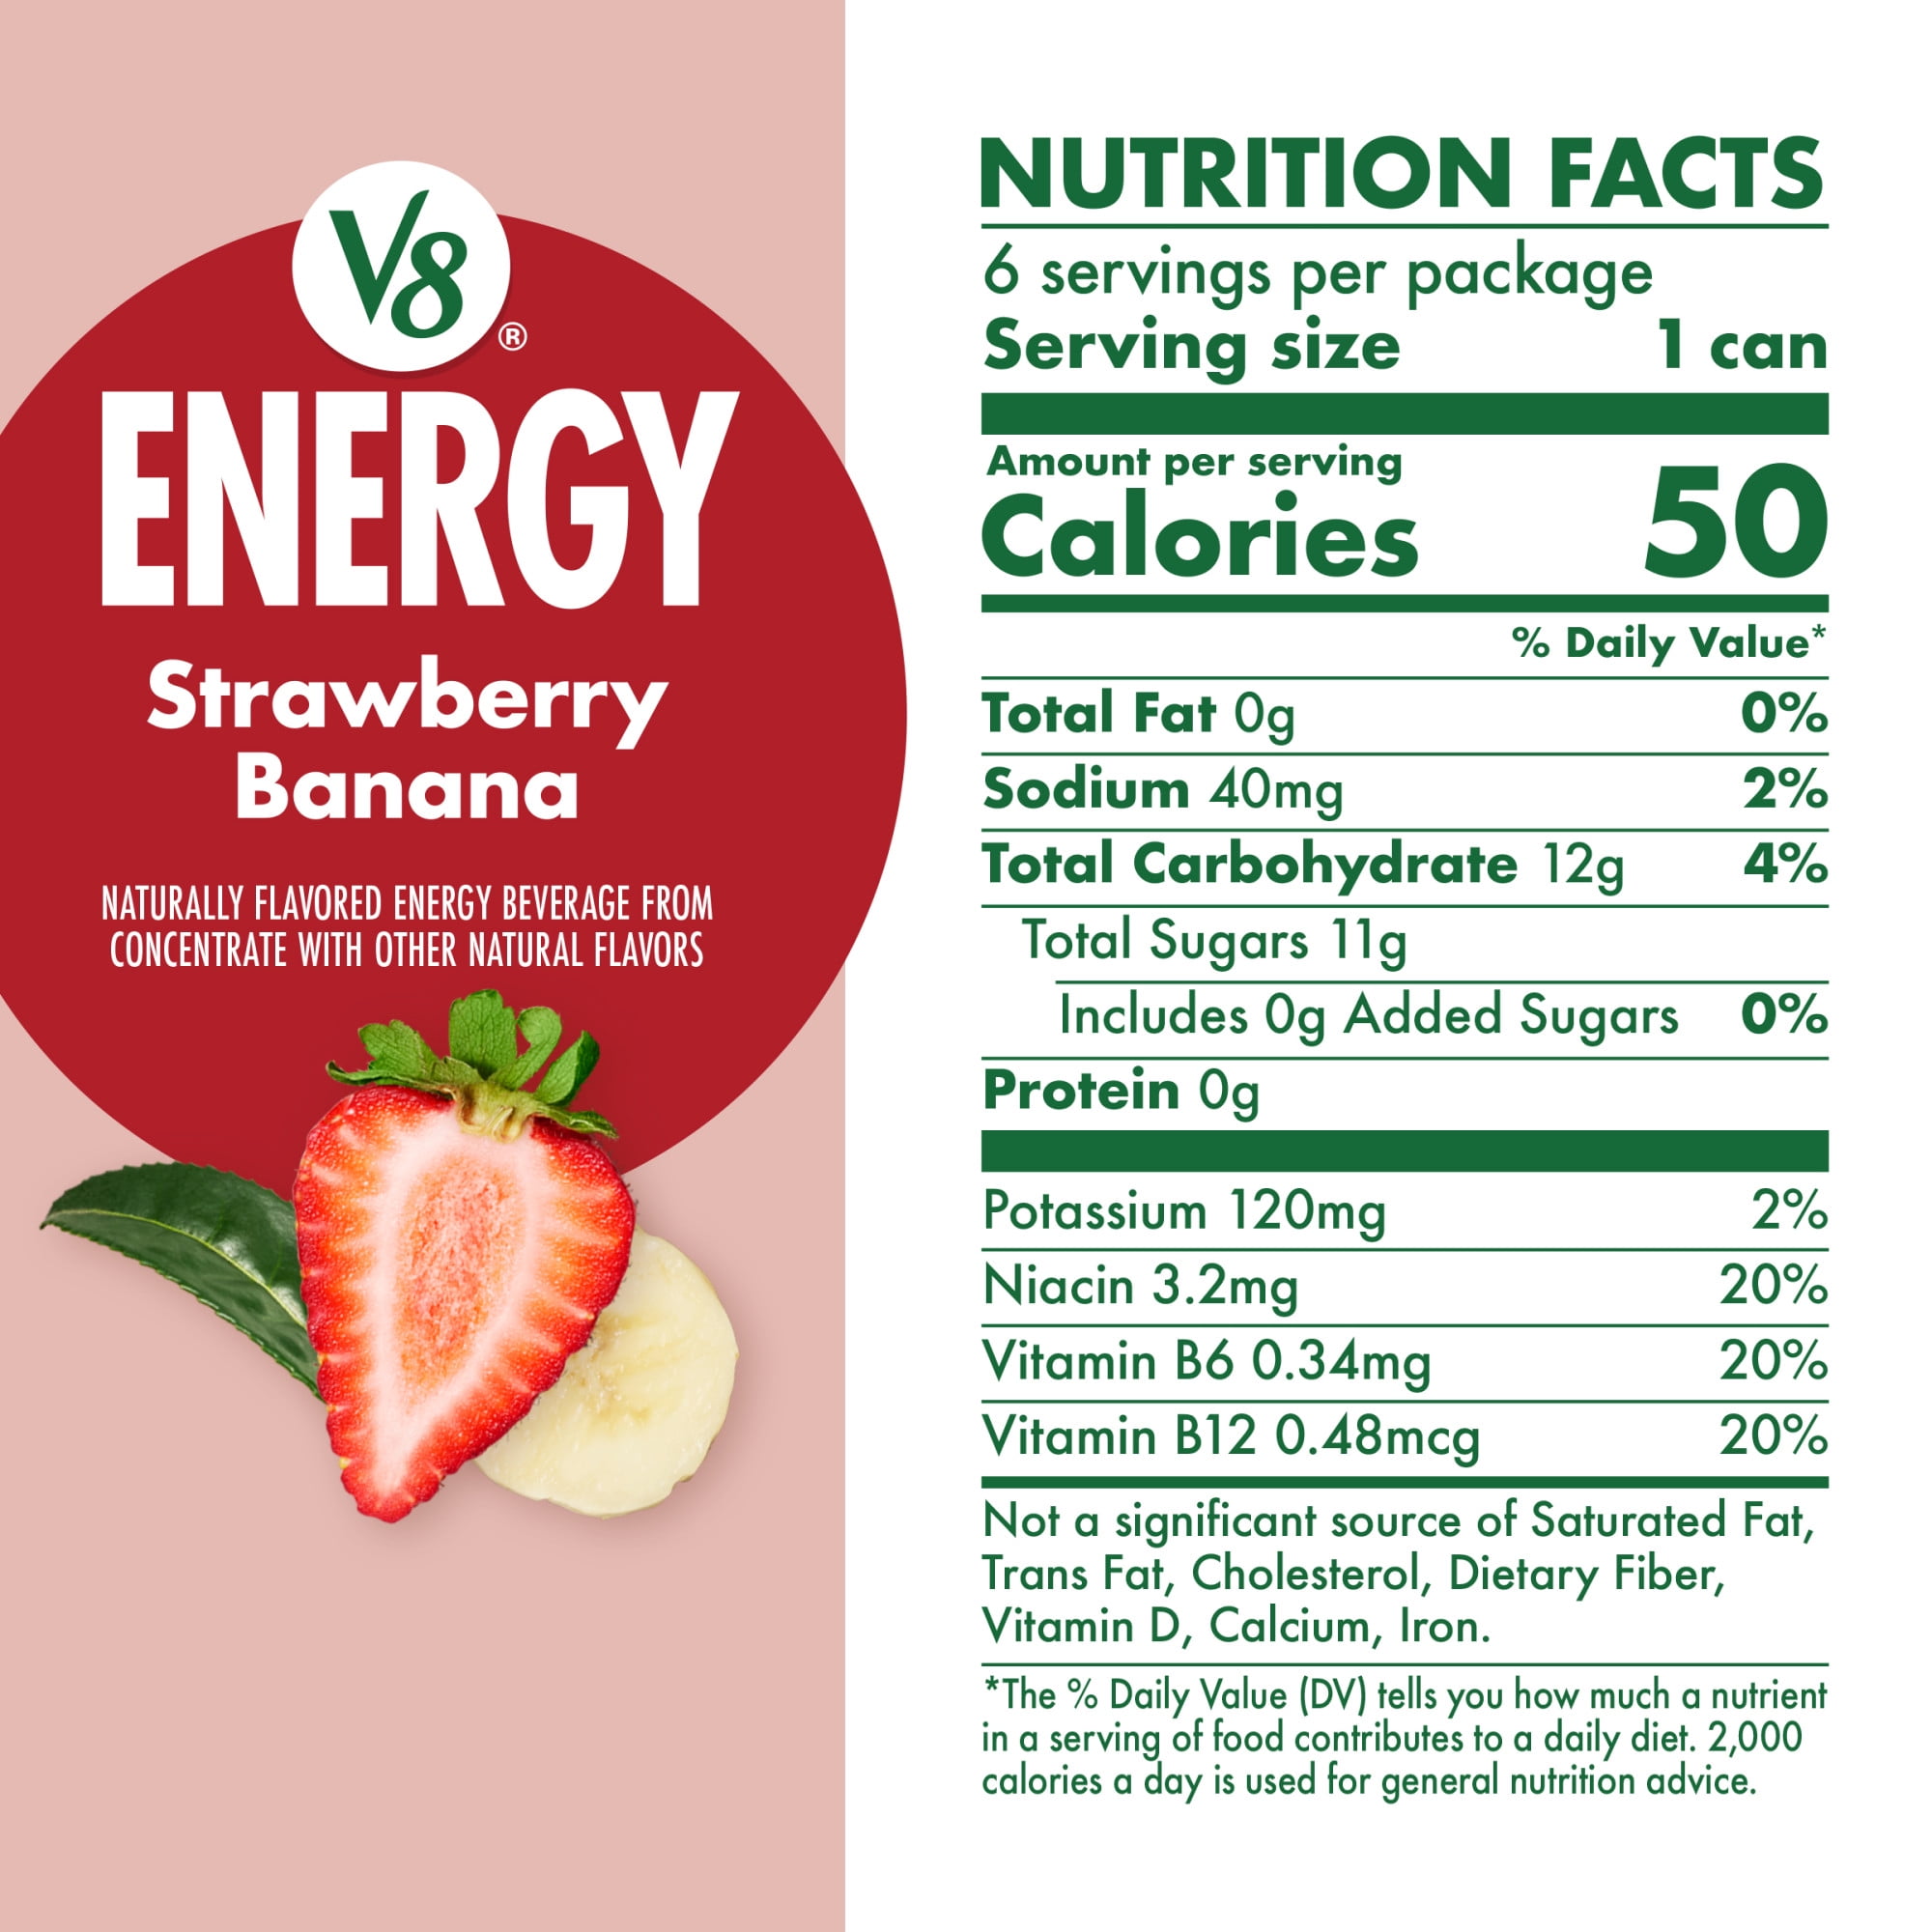 V8®
ENERGY
Strawberry
Banana
NATURALLY FLAVORED ENERGY BEVERAGE FROM
CONCENTRATE WITH OTHER NATURAL FLAVORS
NUTRITION FACTS
6 servings per package
Serving size 1 can
Amount per serving
Calories 50
% Daily Value*
Total Fat 0g 0%
Sodium 40mg 2%
Total Carbohydrate 12g 4%
Total Sugars 11g
Includes 0g Added Sugars 0%
Protein 0g
Potassium 120mg 2%
Niacin 3.2mg 20%
Vitamin B6 0.34mg 20%
Vitamin B12 0.48mcg 20%
Not a significant source of Saturated Fat,
Trans Fat, Cholesterol, Dietary Fiber,
Vitamin D, Calcium, Iron.
*The % Daily Value (DV) tells you how much a nutrient
in a serving of food contributes to a daily diet. 2,000
calories a day is used for general nutrition advice.